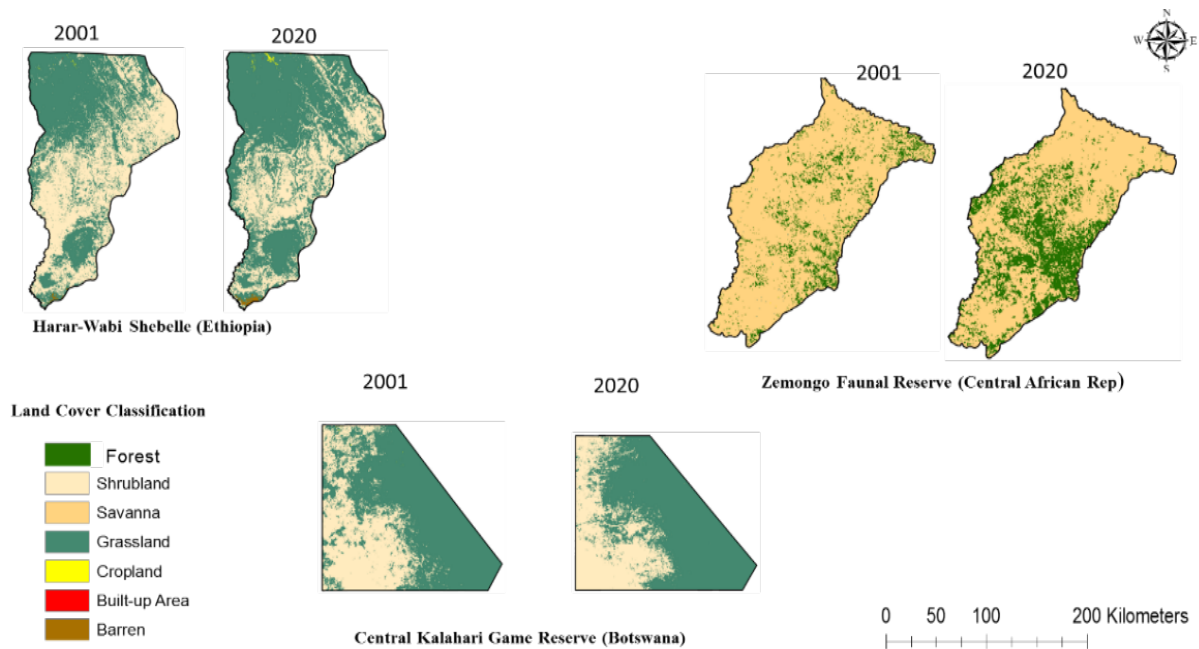 2001
2020
N
W E
S
2001
2020
Harar-Wabi Shebelle (Ethiopia)
Zemongo Faunal Reserve (Central African Rep)
2001
2020
Land Cover Classification
Forest
Shrubland
Savanna
Grassland
Cropland
Built-up Area
Barren
Central Kalahari Game Reserve (Botswana)
0 50 100 200 Kilometers